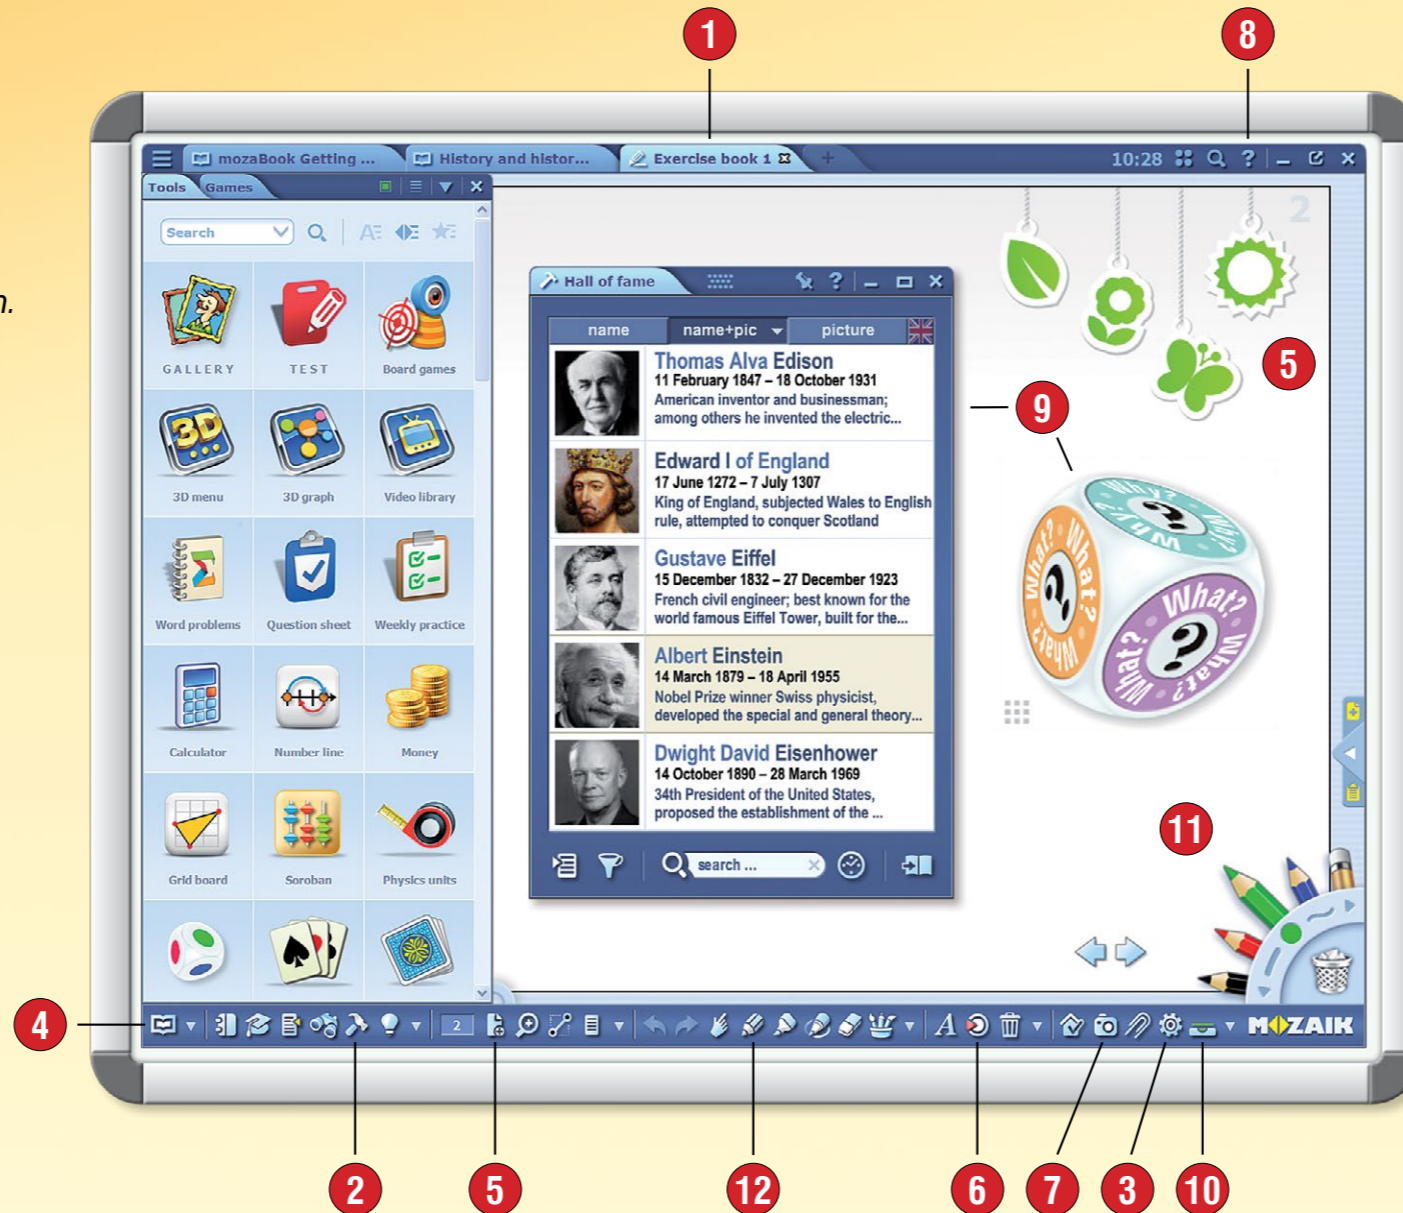 1
8
mozaBook Getting ...
History and histor...
Exercise book 1
+
10:28
?
Tools
Games
Search
n.
GALLERY
TEST
Board games
3D
3D menu
3D graph
Video library
Word problems
Question sheet
Weekly practice
Calculator
Number line
Money
Grid board
Soroban
Physics units
Hall of fame
?
name
name+pic
picture
Thomas Alva Edison
11 February 1847 – 18 October 1931
American inventor and businessman;
among others he invented the electric...
Edward I of England
17 June 1272 – 7 July 1307
King of England, subjected Wales to English
rule, attempted to conquer Scotland
Gustave Eiffel
15 December 1832 – 27 December 1923
French civil engineer; best known for the
world famous Eiffel Tower, built for the...
Albert Einstein
14 March 1879 – 18 April 1955
Nobel Prize winner Swiss physicist,
developed the special and general theory...
Dwight David Eisenhower
14 October 1890 – 28 March 1969
34th President of the United States,
proposed the establishment of the ...
search ...
2
5
9
Why? Why? Why?
?
What? What? What?
?
What? What? What?
?
11
4
2
A
MOZAIK
2
5
12
6
7
3
10